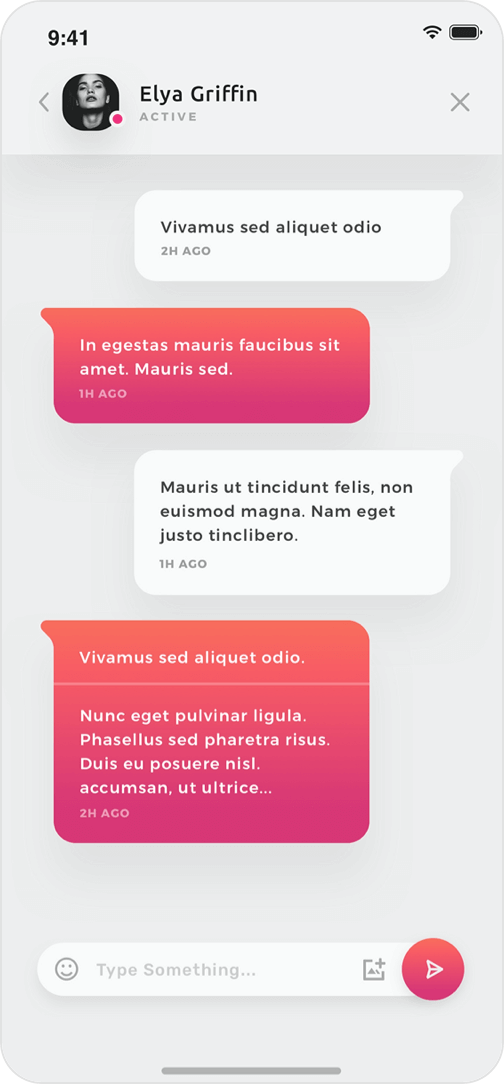 9:41
Elya Griffin
ACTIVE
Vivamus sed aliquet odio
2H AGO
In egestas mauris faucibus sit
amet. Mauris sed.
1H AGO
Mauris ut tincidunt felis, non
euismod magna. Nam eget
justo tinclibero.
1H AGO
Vivamus sed aliquet odio.
Nunc eget pulvinar ligula.
Phasellus sed pharetra risus.
Duis eu posuere nisl.
accumsan, ut ultrice...
2H AGO
Type Something...